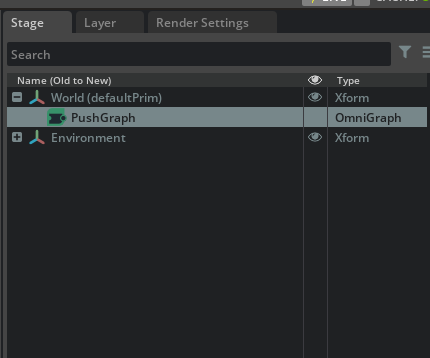 Stage Layer Render Settings
Search
Name (Old to New) Type
World (defaultPrim) Xform
PushGraph OmniGraph
Environment Xform